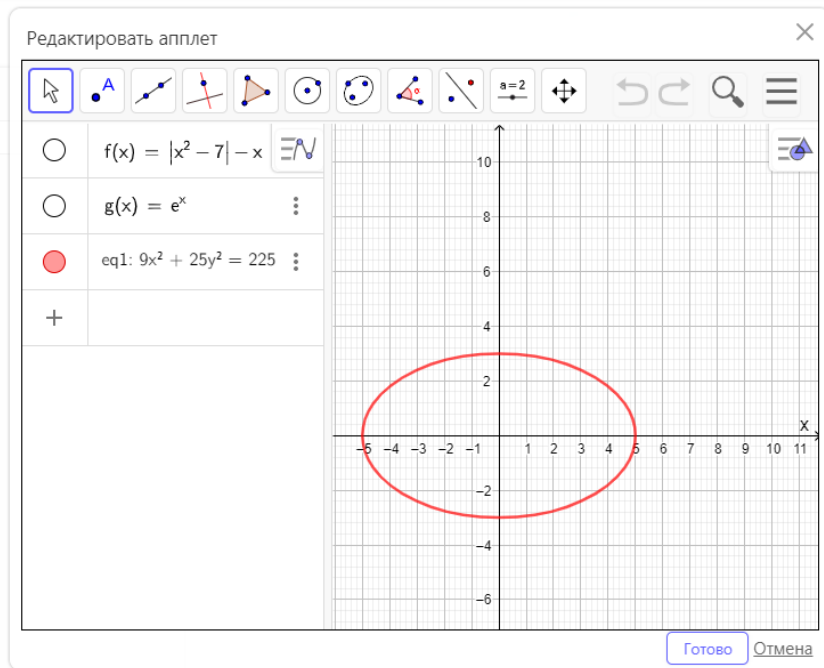 Редактировать апплет
A
a=2
f(x) = |x² − 7| − x
g(x) = eˣ
eq1: 9x² + 25y² = 225
+
10
8
6
4
2
x
−5 −4 −3 −2 −1 1 2 3 4 5 6 7 8 9 10 11
−2
−4
−6
Готово Отмена